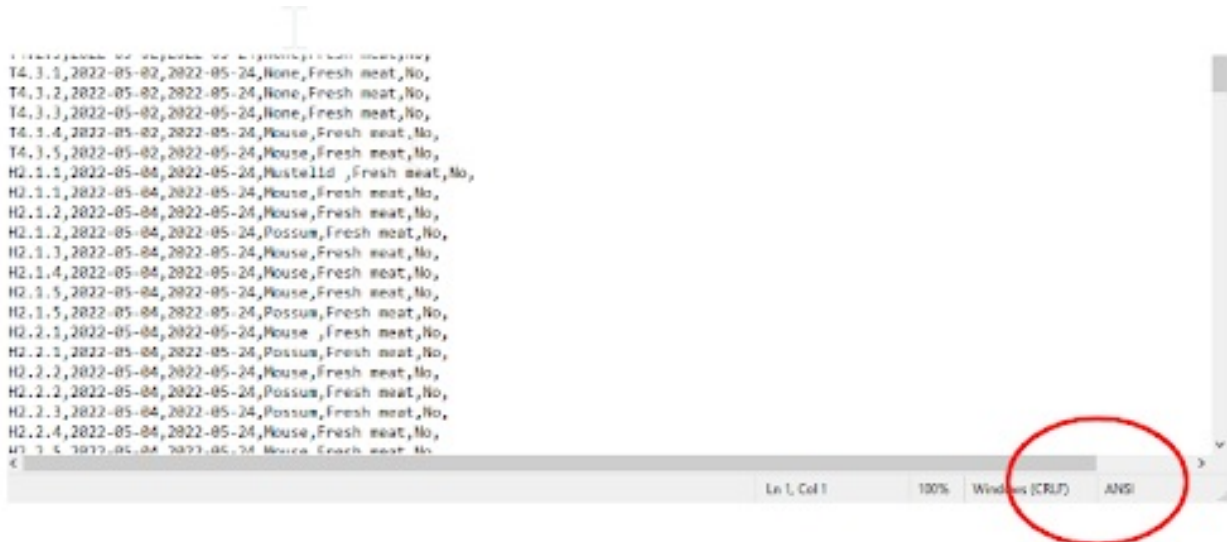 T4.3.1,2022-05-02,2022-05-24,None,Fresh meat,No,
T4.3.2,2022-05-02,2022-05-24,None,Fresh meat,No,
T4.3.3,2022-05-02,2022-05-24,None,Fresh meat,No,
T4.3.4,2022-05-02,2022-05-24,Mouse,Fresh meat,No,
T4.3.5,2022-05-02,2022-05-24,Mouse,Fresh meat,No,
H2.1.1,2022-05-04,2022-05-24,Mustelid ,Fresh meat,No,
H2.1.1,2022-05-04,2022-05-24,Mouse,Fresh meat,No,
H2.1.2,2022-05-04,2022-05-24,Mouse,Fresh meat,No,
H2.1.2,2022-05-04,2022-05-24,Possum,Fresh meat,No,
H2.1.3,2022-05-04,2022-05-24,Mouse,Fresh meat,No,
H2.1.4,2022-05-04,2022-05-24,Mouse,Fresh meat,No,
H2.1.5,2022-05-04,2022-05-24,Mouse,Fresh meat,No,
H2.1.5,2022-05-04,2022-05-24,Possum,Fresh meat,No,
H2.2.1,2022-05-04,2022-05-24,Mouse ,Fresh meat,No,
H2.2.1,2022-05-04,2022-05-24,Possum,Fresh meat,No,
H2.2.2,2022-05-04,2022-05-24,Mouse,Fresh meat,No,
H2.2.2,2022-05-04,2022-05-24,Possum,Fresh meat,No,
H2.2.3,2022-05-04,2022-05-24,Possum,Fresh meat,No,
H2.2.4,2022-05-04,2022-05-24,Mouse,Fresh meat,No,
H2.2.5,2022-05-04,2022-05-24,Mouse,Fresh meat,No,
Ln 1, Col 1 100% Windows (CRLF) ANSI